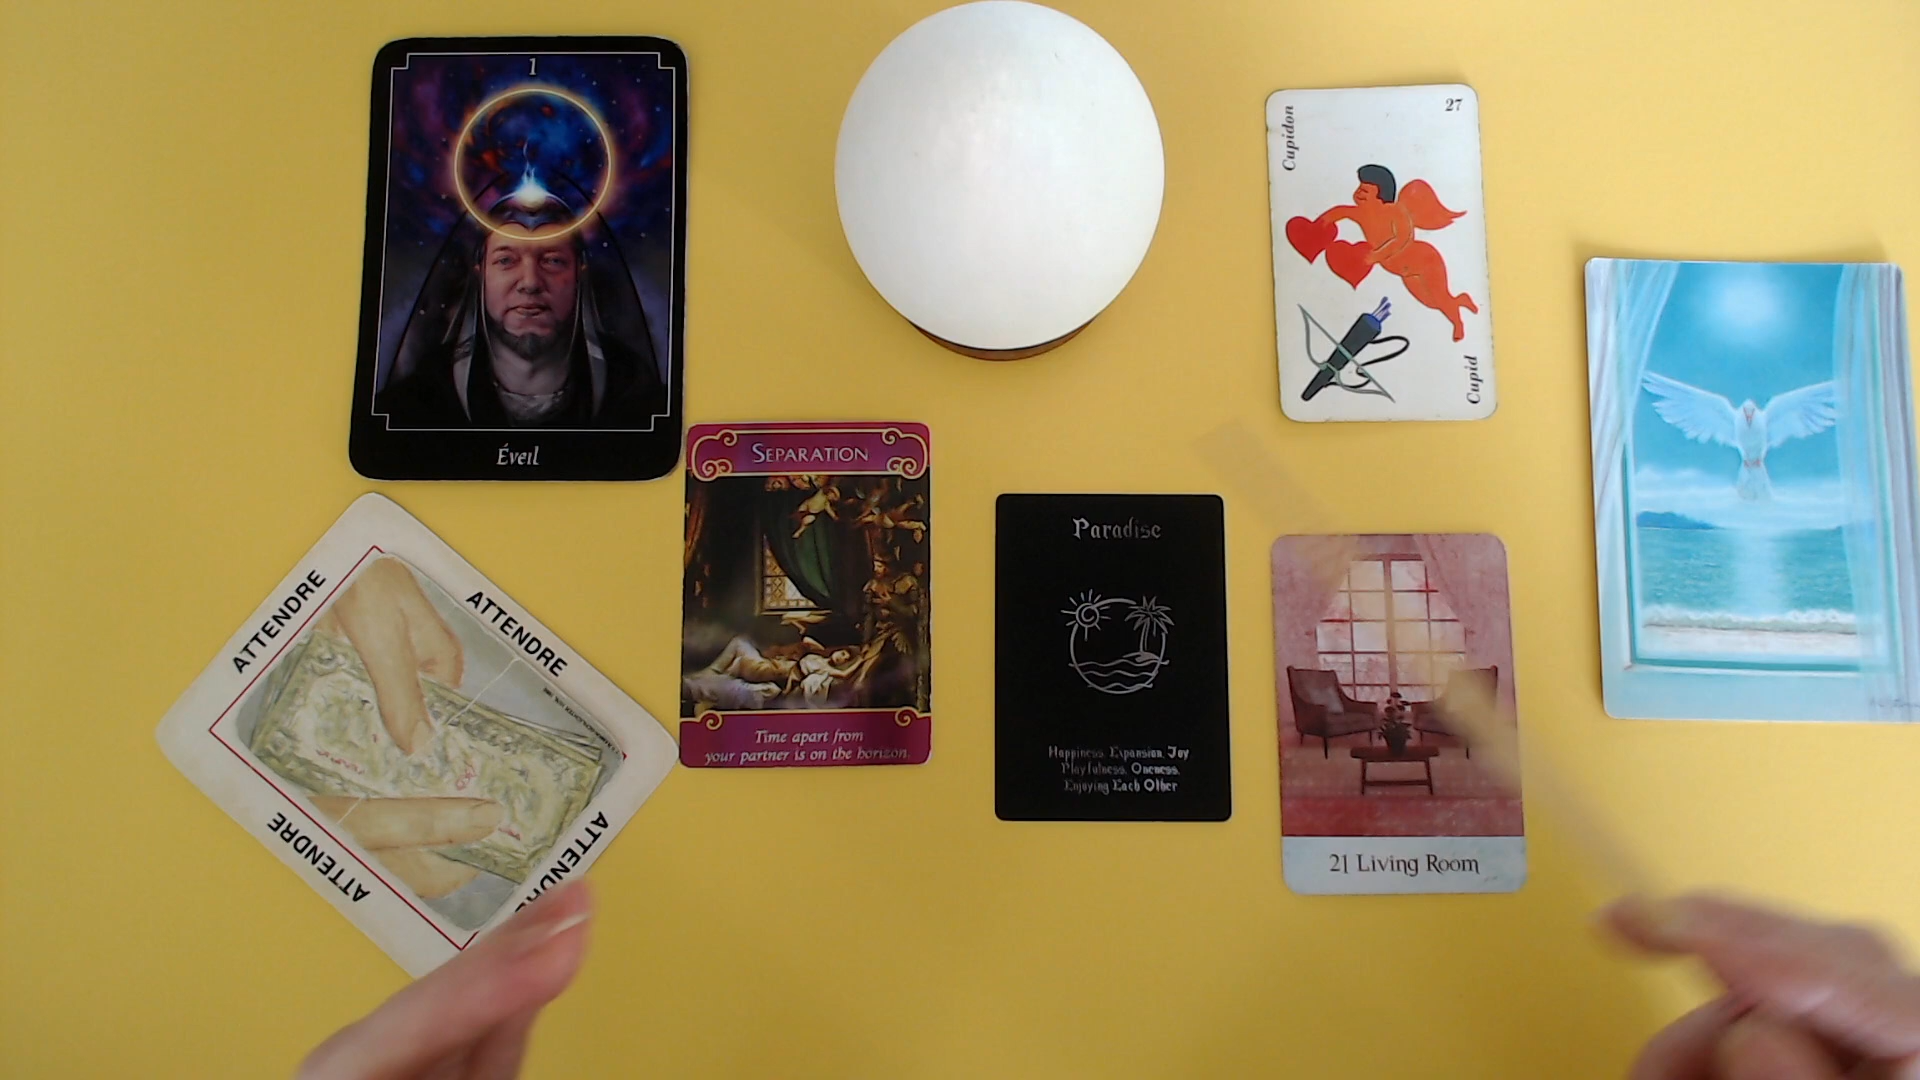 1
Éveil
Cupidon
27
Cupid
SEPARATION
Time apart from
your partner is on the horizon.
Paradise
Happiness. Expansion. Joy
Playfulness. Oneness.
Enjoying Each Other
21 Living Room
ATTENDRE
ATTENDRE
ATTENDRE